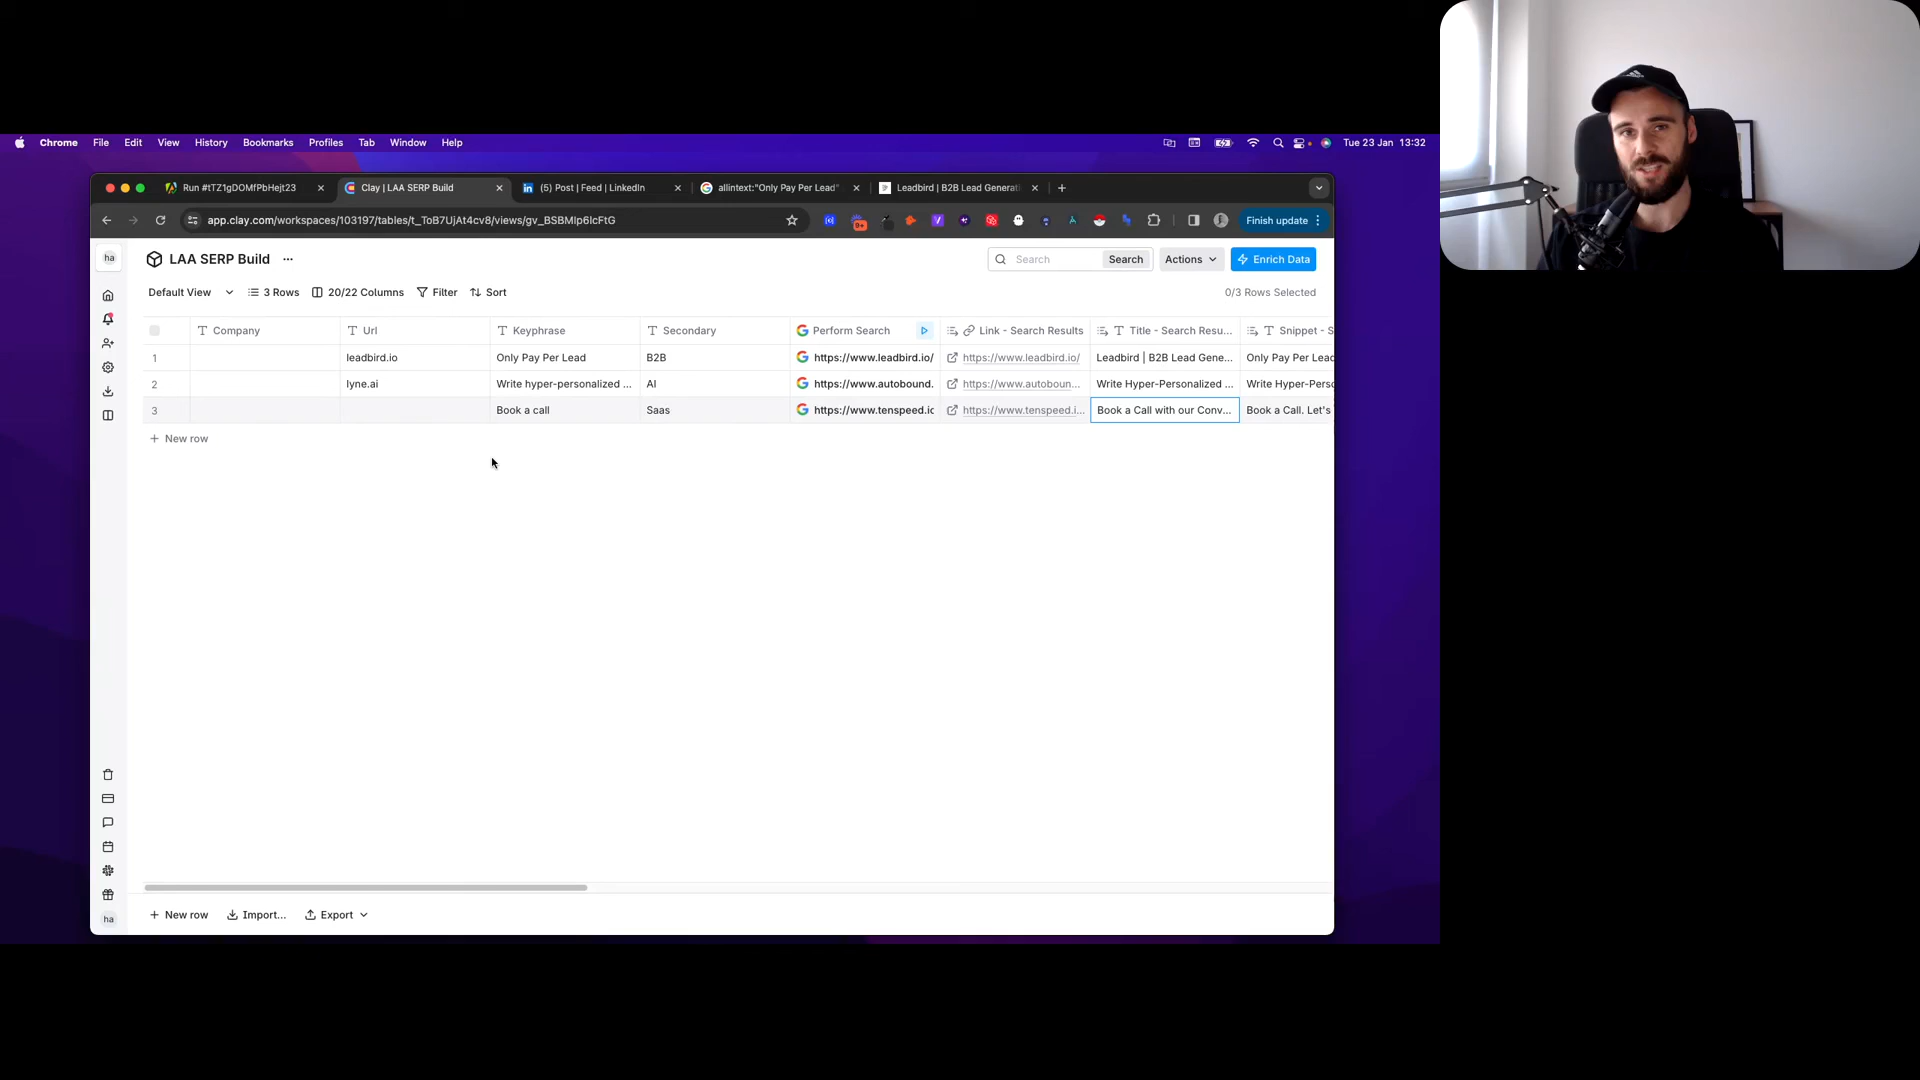 Chrome File Edit View History Bookmarks Profiles Tab Window Help Tue 23 Jan 13:32
Run #tTZ1gDOMfPbHejt23 Clay | LAA SERP Build (5) Post | Feed | LinkedIn allintext:"Only Pay Per Lead" Leadbird | B2B Lead Generati
app.clay.com/workspaces/103197/tables/t_ToB7UjAt4cv8/views/gv_BSBMlp6IcFtG Finish update
ha LAA SERP Build Search Search Actions Enrich Data
Default View 3 Rows 20/22 Columns Filter Sort 0/3 Rows Selected
Company Url Keyphrase Secondary Perform Search Link - Search Results Title - Search Resu... Snippet - S
1 leadbird.io Only Pay Per Lead B2B https://www.leadbird.io/ https://www.leadbird.io/ Leadbird | B2B Lead Gene... Only Pay Per Lead
2 lyne.ai Write hyper-personalized ... AI https://www.autobound. https://www.autoboun... Write Hyper-Personalized ... Write Hyper-Perso
3 Book a call Saas https://www.tenspeed.ic https://www.tenspeed.i... Book a Call with our Conv... Book a Call. Let's
+ New row
+ New row Import... Export
ha